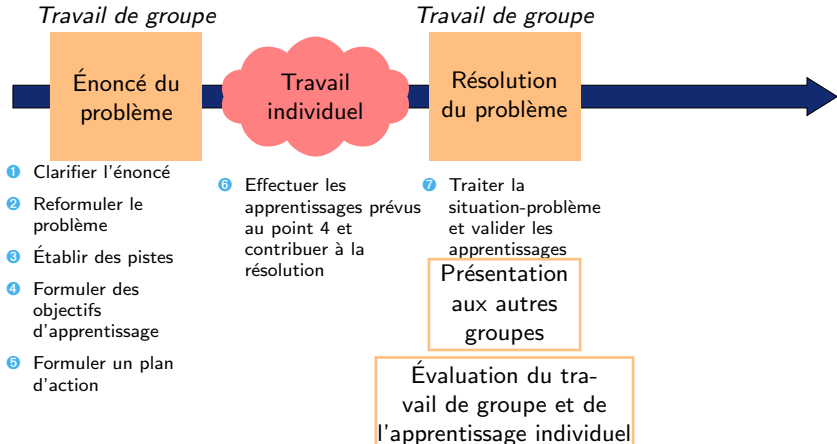 Travail de groupe
Énoncé du
problème
❶ Clarifier l'énoncé
❷ Reformuler le
problème
❸ Établir des pistes
❹ Formuler des
objectifs
d'apprentissage
❺ Formuler un plan
d'action
Travail
individuel
❻ Effectuer les
apprentissages prévus
au point 4 et
contribuer à la
résolution
Travail de groupe
Résolution
du problème
❼ Traiter la
situation-problème
et valider les
apprentissages
Présentation
aux autres
groupes
Évaluation du tra-
vail de groupe et de
l'apprentissage individuel